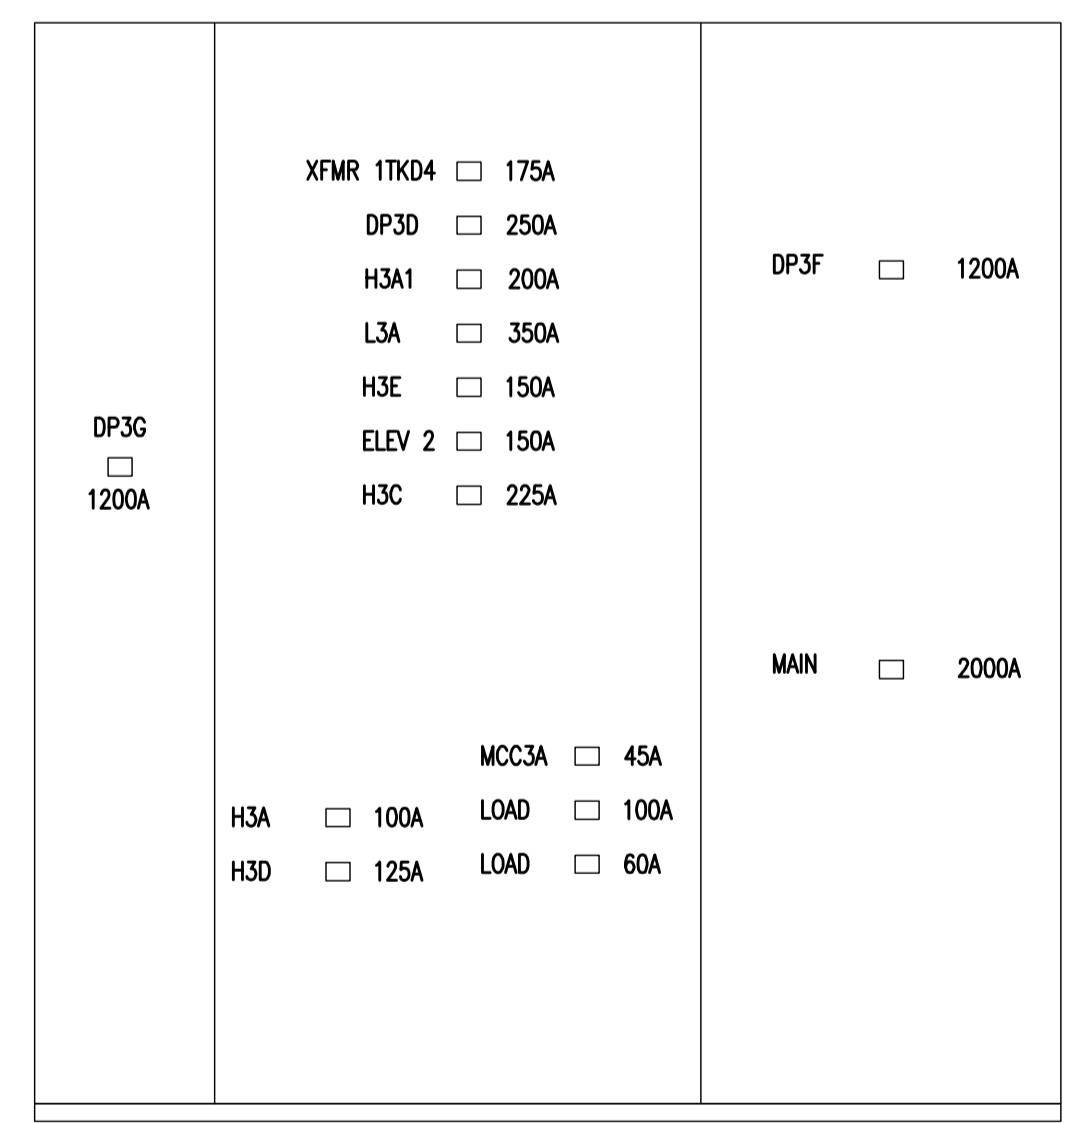 DP3G
1200A
XFMR 1TKD4 175A
DP3D 250A
H3A1 200A
L3A 350A
H3E 150A
ELEV 2 150A
H3C 225A
H3A 100A
H3D 125A
MCC3A 45A
LOAD 100A
LOAD 60A
DP3F 1200A
MAIN 2000A